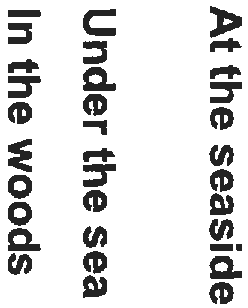 At the seaside
Under the sea
In the woods